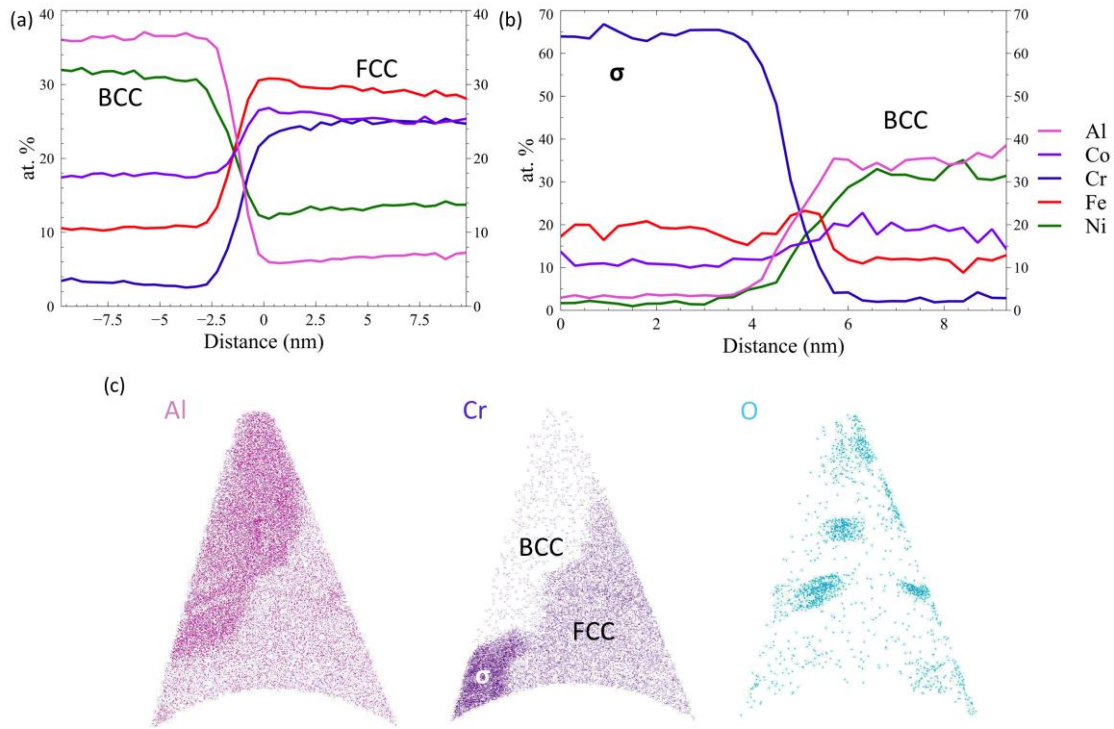 (a)
40
30
20
10
0
at. %
BCC
FCC
40
30
20
10
0
−7.5 −5 −2.5 0 2.5 5 7.5
Distance (nm)
(b)
70
60
50
40
30
20
10
0
at. %
σ
BCC
70
60
50
40
30
20
10
0
0 2 4 6 8
Distance (nm)
Al
Co
Cr
Fe
Ni
(c)
Al Cr O
BCC
FCC
σ